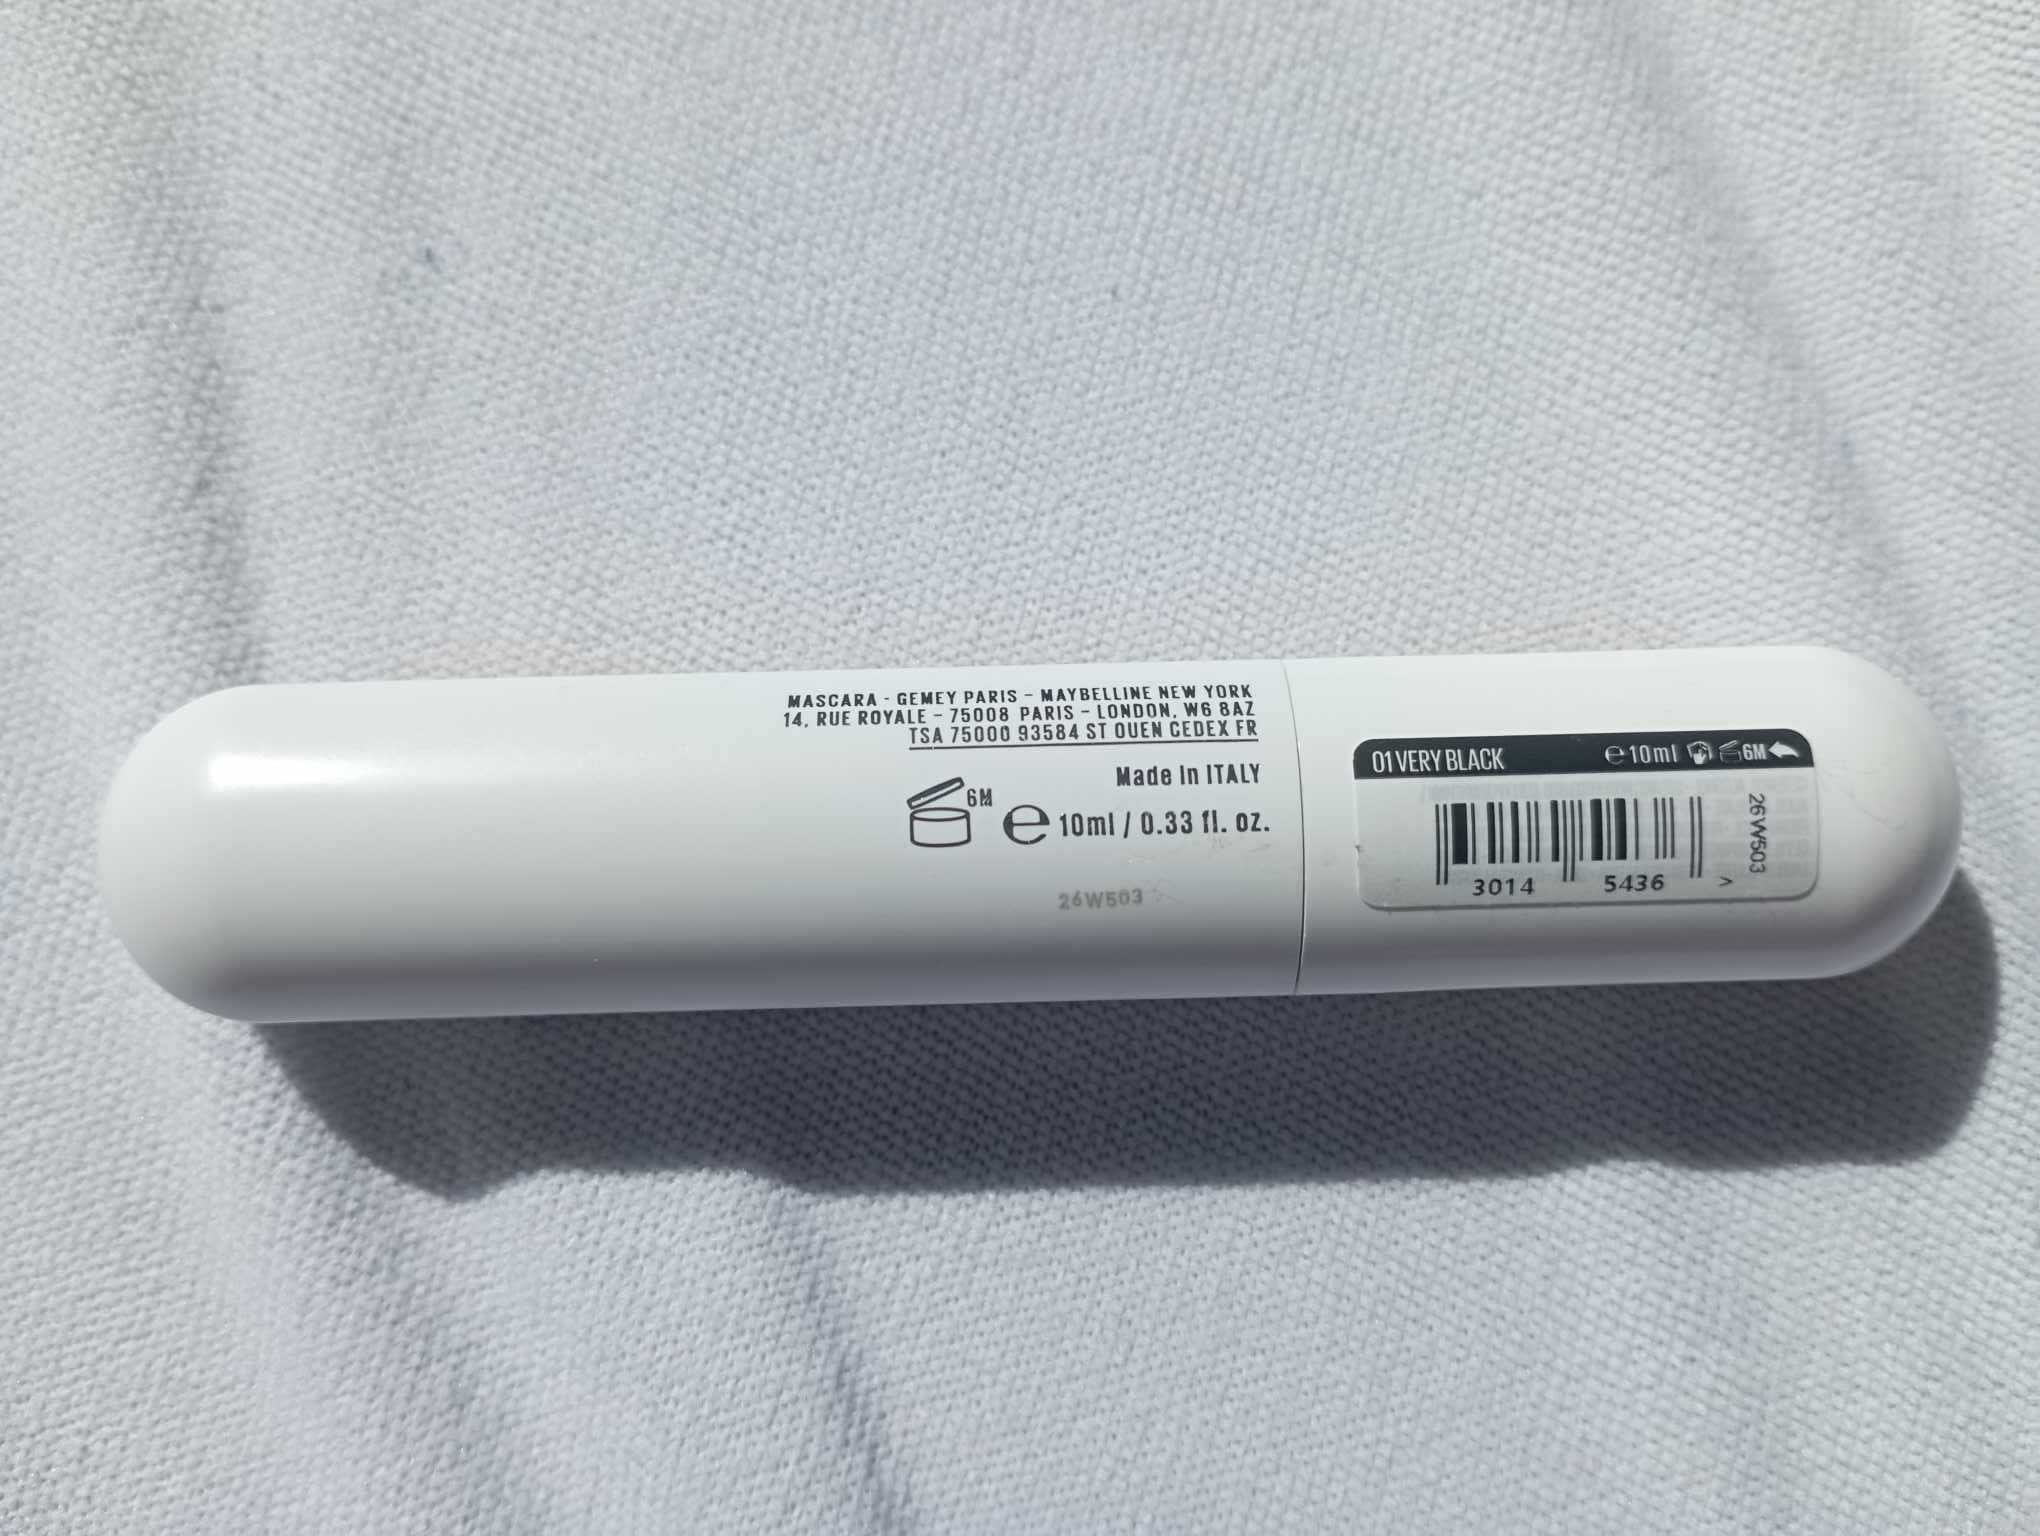 MASCARA - GEMEY PARIS – MAYBELLINE NEW YORK
14, RUE ROYALE – 75008 PARIS – LONDON, W6 8AZ
TSA 75000 93584 ST OUEN CEDEX FR
Made in ITALY
6M
e 10ml / 0.33 fl. oz.
26W503
01 VERY BLACK e10ml 6M
3014 5436 >
26W503